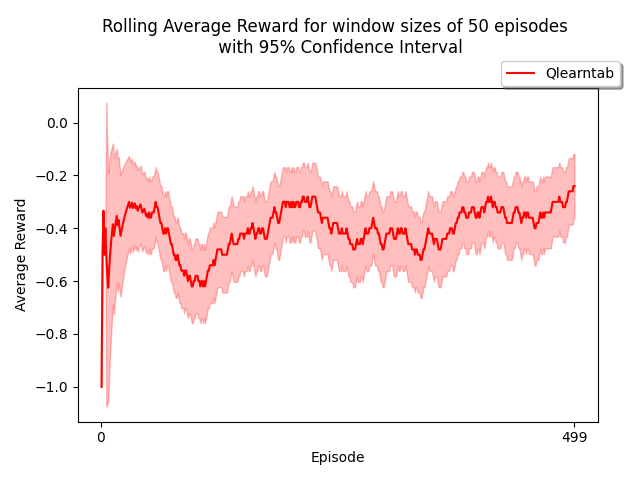 Rolling Average Reward for window sizes of 50 episodes
with 95% Confidence Interval
Qlearntab
0.0
−0.2
−0.4
−0.6
−0.8
−1.0
Average Reward
0
499
Episode